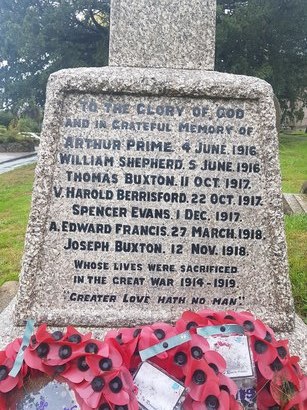 TO THE GLORY OF GOD
AND IN GRATEFUL MEMORY OF
ARTHUR PRIME. 4 JUNE. 1916.
WILLIAM SHEPHERD. 5 JUNE 1916
THOMAS BUXTON. 11 OCT. 1917.
V. HAROLD BERRISFORD. 22 OCT. 1917.
SPENCER EVANS. 1 DEC. 1917.
A. EDWARD FRANCIS. 27 MARCH. 1918.
JOSEPH BUXTON. 12 NOV. 1918.
WHOSE LIVES WERE SACRIFICED
IN THE GREAT WAR 1914-1919.
"GREATER LOVE HATH NO MAN"